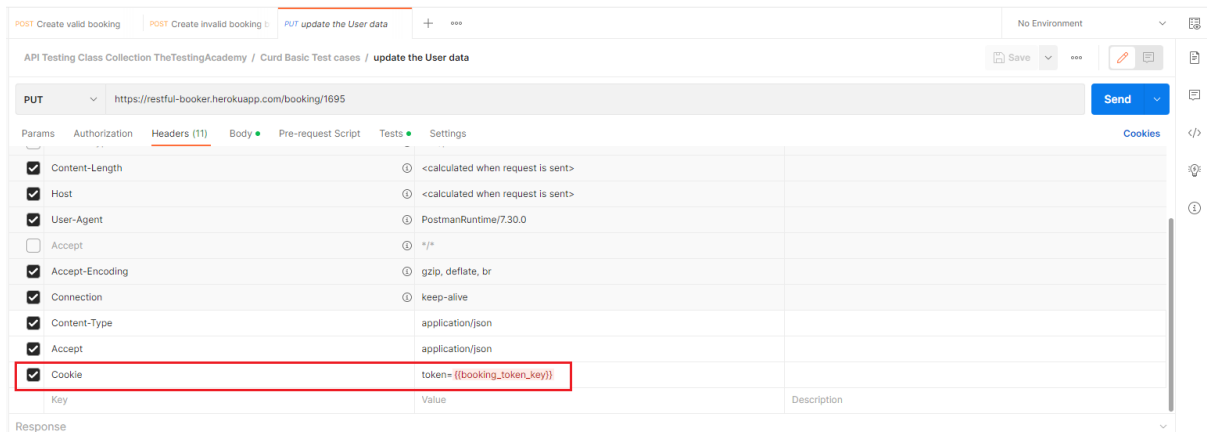 POST Create valid booking POST Create invalid booking PUT update the User data No Environment
API Testing Class Collection TheTestingAcademy / Curd Basic Test cases / update the User data Save
PUT https://restful-booker.herokuapp.com/booking/1695 Send
Params Authorization Headers (11) Body Pre-request Script Tests Settings Cookies
Content-Length <calculated when request is sent>
Host <calculated when request is sent>
User-Agent PostmanRuntime/7.30.0
Accept */*
Accept-Encoding gzip, deflate, br
Connection keep-alive
Content-Type application/json
Accept application/json
Cookie token={{booking_token_key}}
Key Value Description
Response